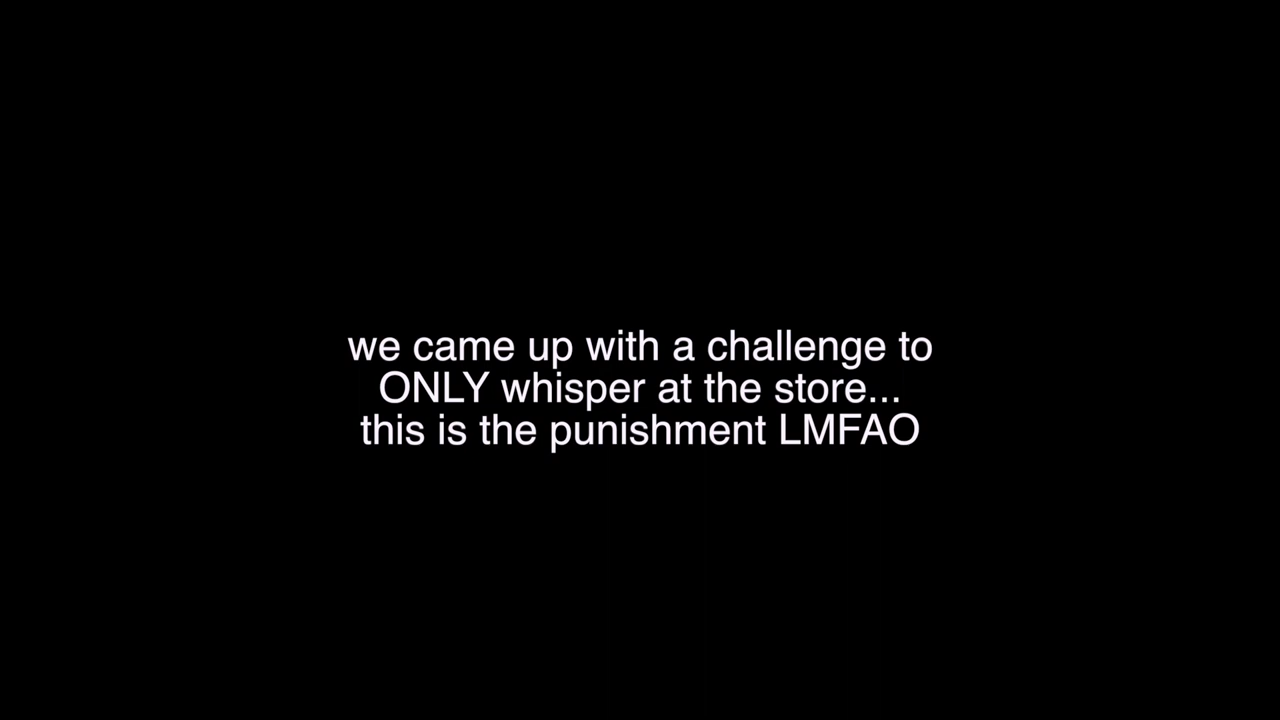 we came up with a challenge to
ONLY whisper at the store...
this is the punishment LMFAO